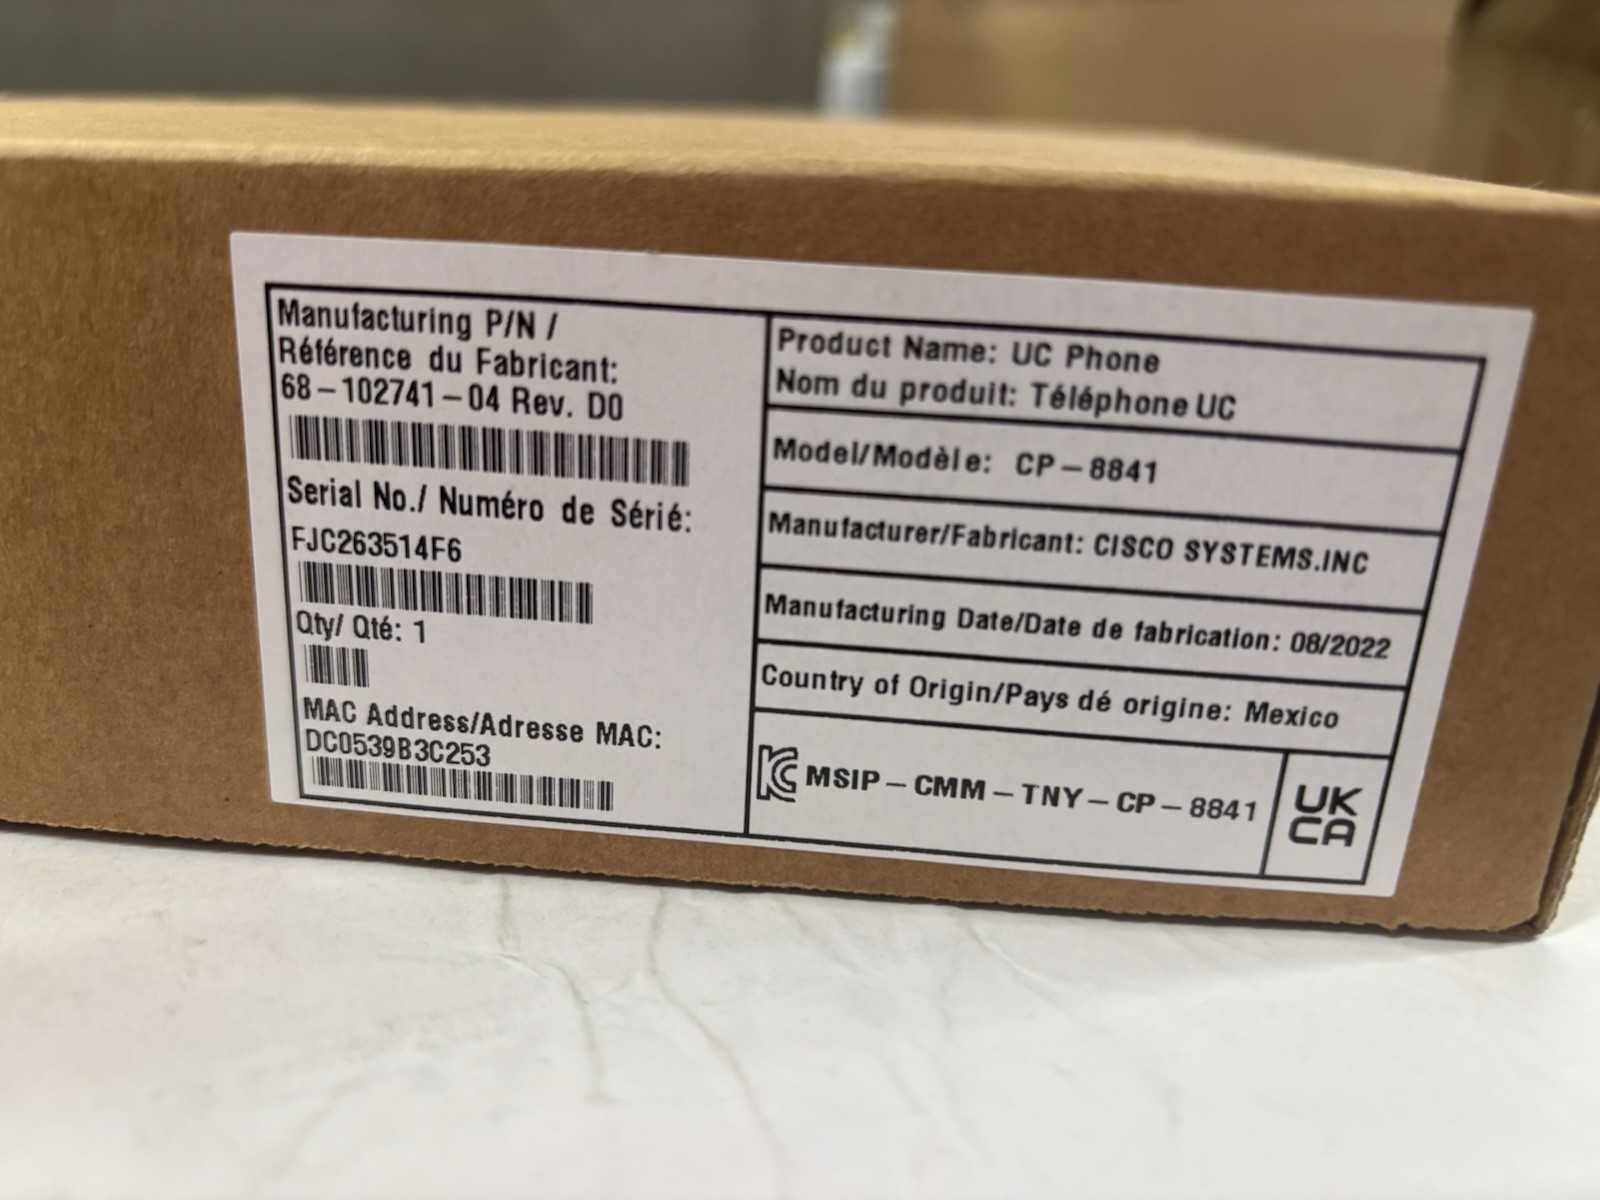 Manufacturing P/N /
Référence du Fabricant:
68-102741-04 Rev. D0
Serial No./ Numéro de Sérié:
FJC263514F6
Qty/ Qté: 1
MAC Address/Adresse MAC:
DC0539B3C253
Product Name: UC Phone
Nom du produit: Téléphone UC
Model/Modèle: CP-8841
Manufacturer/Fabricant: CISCO SYSTEMS.INC
Manufacturing Date/Date de fabrication: 08/2022
Country of Origin/Pays dé origine: Mexico
KC MSIP-CMM-TNY-CP-8841
UK
CA